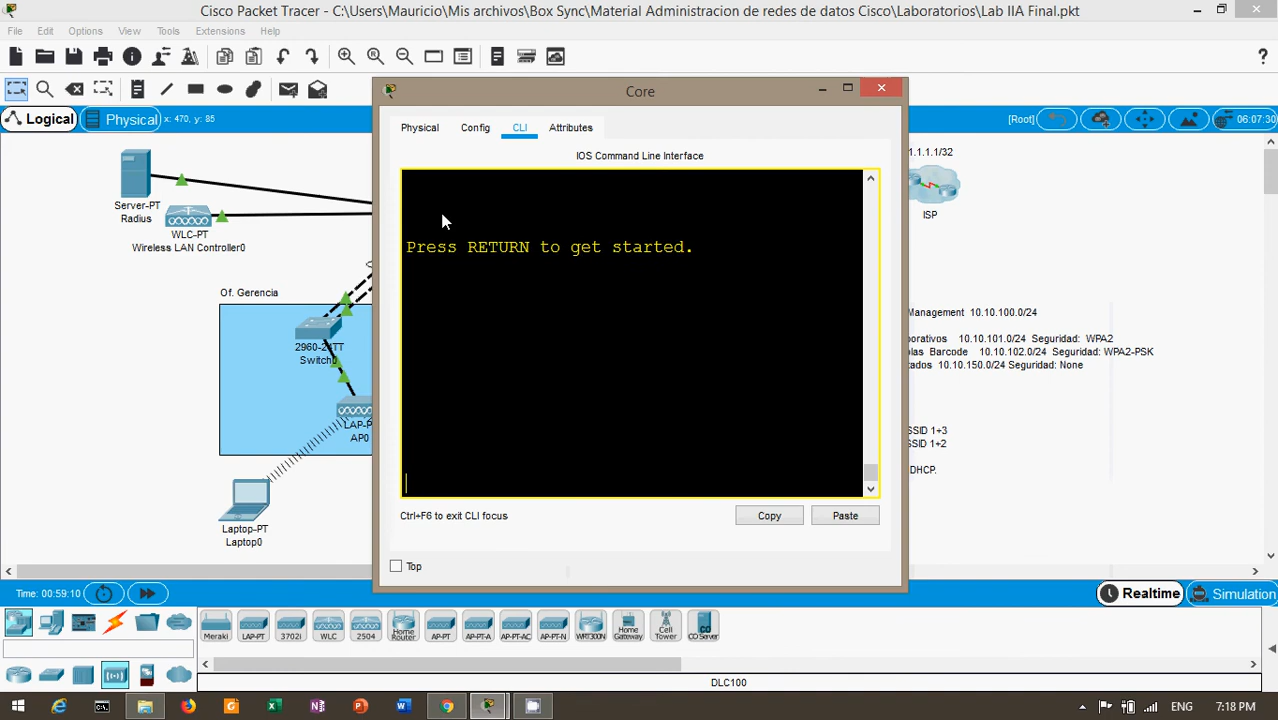 Cisco Packet Tracer - C:\Users\Mauricio\Mis archivos\Box Sync\Material Administracion de redes de datos Cisco\Laboratorios\Lab IIA Final.pkt
File Edit Options View Tools Extensions Help
Logical Physical x: 470, y: 85 [Root] 06:07:30
Core
Physical Config CLI Attributes
IOS Command Line Interface
Press RETURN to get started.
Ctrl+F6 to exit CLI focus Copy Paste
Top
Server-PT
Radius
WLC-PT
Wireless LAN Controller0
Of. Gerencia
2960-24TT
Switch0
AP0
Laptop-PT
Laptop0
1.1.1.1/32
ISP
Management 10.10.100.0/24
orativos 10.10.101.0/24 Seguridad: WPA2
las Barcode 10.10.102.0/24 Seguridad: WPA2-PSK
tados 10.10.150.0/24 Seguridad: None
SSID 1+3
SSID 1+2
DHCP.
Time: 00:59:10 Realtime Simulation
Meraki LAP-PT 3702i WLC 2504 Home Router AP-PT AP-PT-A AP-PT-AC AP-PT-N WRT300N Home Gateway Cell Tower CO Server
DLC100
ENG 7:18 PM